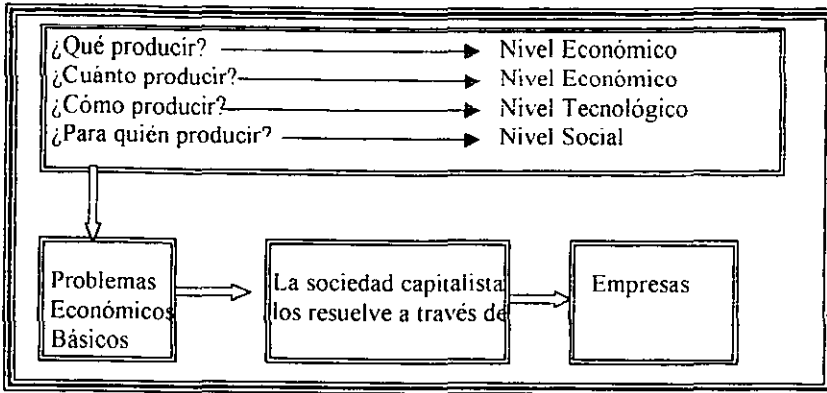 ¿Qué producir? Nivel Económico
¿Cuánto producir? Nivel Económico
¿Cómo producir? Nivel Tecnológico
¿Para quién producir? Nivel Social
Problemas
Económicos
Básicos
La sociedad capitalista
los resuelve a través de
Empresas